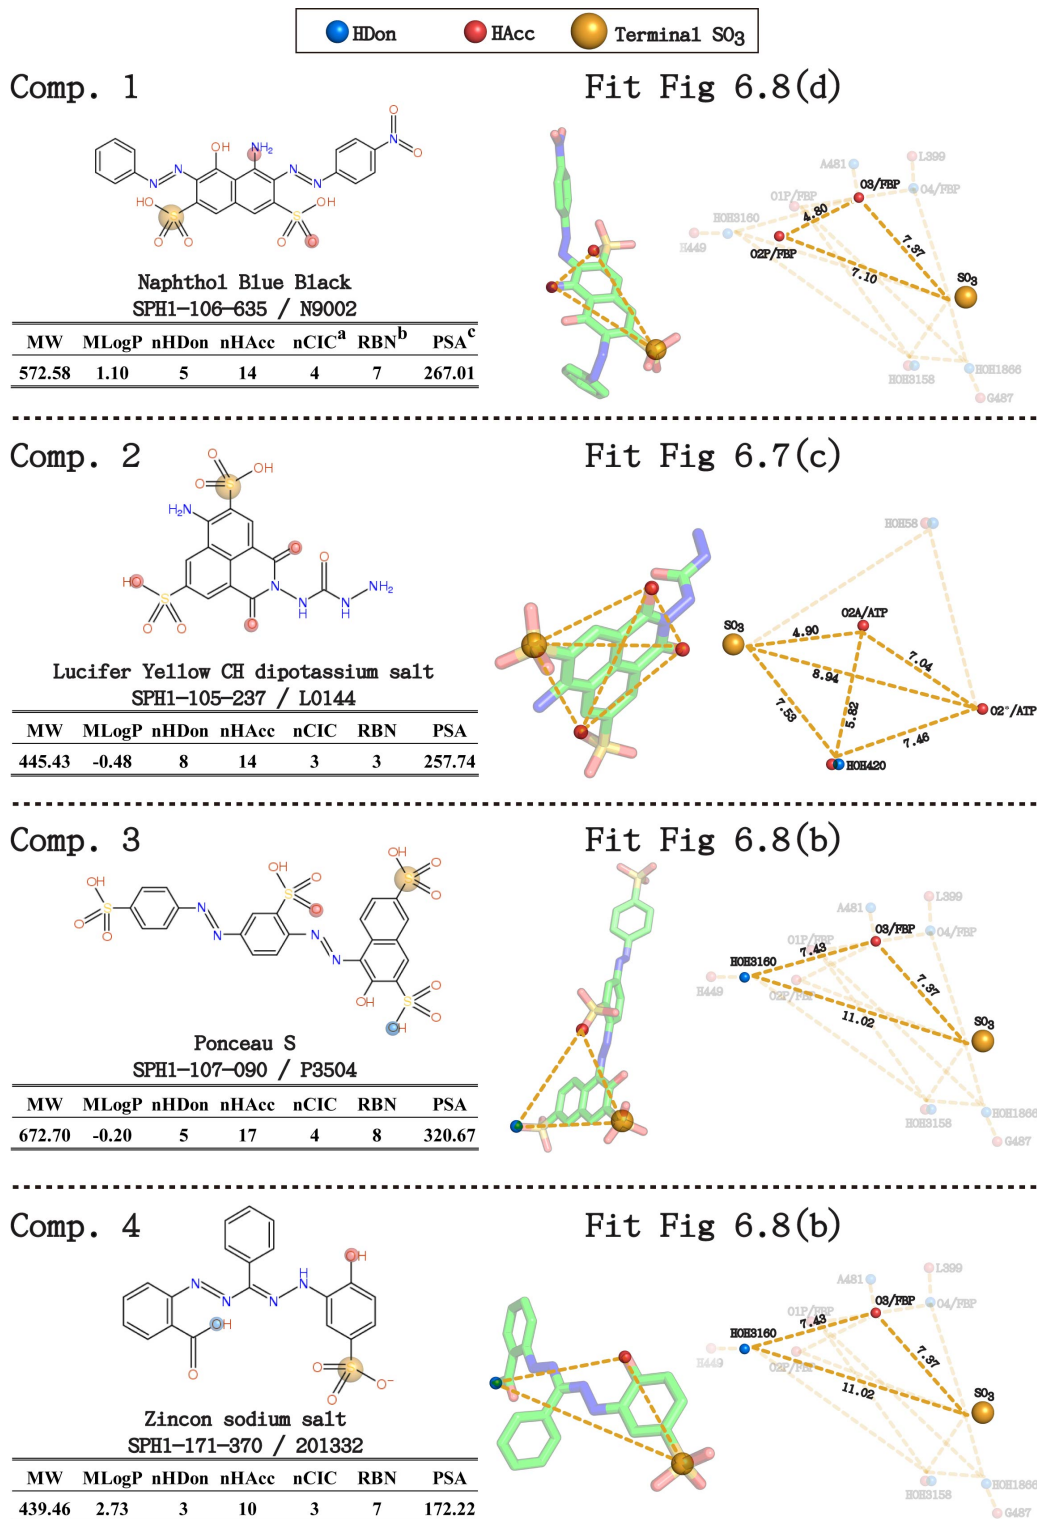 HDon HAcc Terminal SO3
Comp. 1 Fit Fig 6.8(d)
OH NH2 N O O
N N N N
HO S O O S OH O O
Naphthol Blue Black
SPH1-106-635 / N9002
MW MLogP nHDon nHAcc nCICa RBNb PSAc
572.58 1.10 5 14 4 7 267.01
A481 L399
O3/FBP
O1P/FBP O4/FBP
4.80
HOH3160
H449 O2P/FBP 7.37
7.10
SO3
HOH3158 HOH1866
G487
Comp. 2 Fit Fig 6.7(c)
O OH
O S
H2N
O O
HO S N NH2
O O O N H N H
Lucifer Yellow CH dipotassium salt
SPH1-105-237 / L0144
MW MLogP nHDon nHAcc nCIC RBN PSA
445.43 -0.48 8 14 3 3 257.74
HOH58
O2A/ATP
SO3
4.90
7.04
8.94
7.53 5.82
O2*/ATP
7.46
HOH420
Comp. 3 Fit Fig 6.8(b)
OH OH OH
O S O S O S O
O O O
N N N N
OH S O O
OH
Ponceau S
SPH1-107-090 / P3504
MW MLogP nHDon nHAcc nCIC RBN PSA
672.70 -0.20 5 17 4 8 320.67
L399
A481
O3/FBP O4/FBP
O1P/FBP
7.43
HOH3160
H449 O2P/FBP 7.37
11.02
SO3
HOH3158 HOH1866
G487
Comp. 4 Fit Fig 6.8(b)
H OH
N N N N
OH
O O S O-
O
Zincon sodium salt
SPH1-171-370 / 201332
MW MLogP nHDon nHAcc nCIC RBN PSA
439.46 2.73 3 10 3 7 172.22
L399
A481
O3/FBP O4/FBP
O1P/FBP
7.43
HOH3160
H449 O2P/FBP 7.37
11.02
SO3
HOH3158 HOH1866
G487